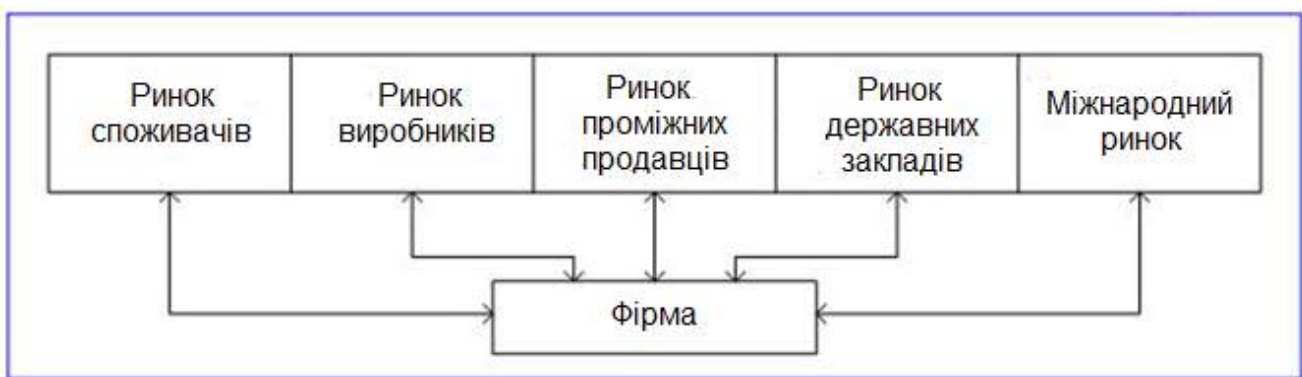 Ринок
споживачів
Ринок
виробників
Ринок
проміжних
продавців
Ринок
державних
закладів
Міжнародний
ринок
Фірма